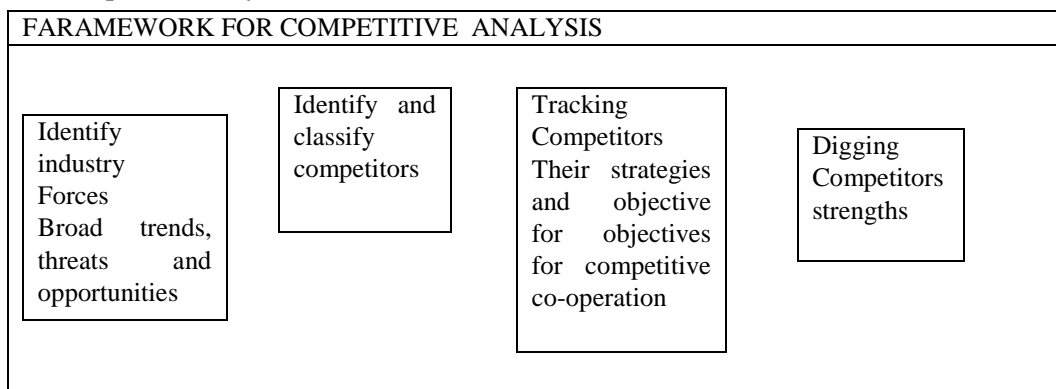 FARAMEWORK FOR COMPETITIVE ANALYSIS
Identify
industry
Forces
Broad trends,
threats and
opportunities
Identify and
classify
competitors
Tracking
Competitors
Their strategies
and objective
for objectives
for competitive
co-operation
Digging
Competitors
strengths